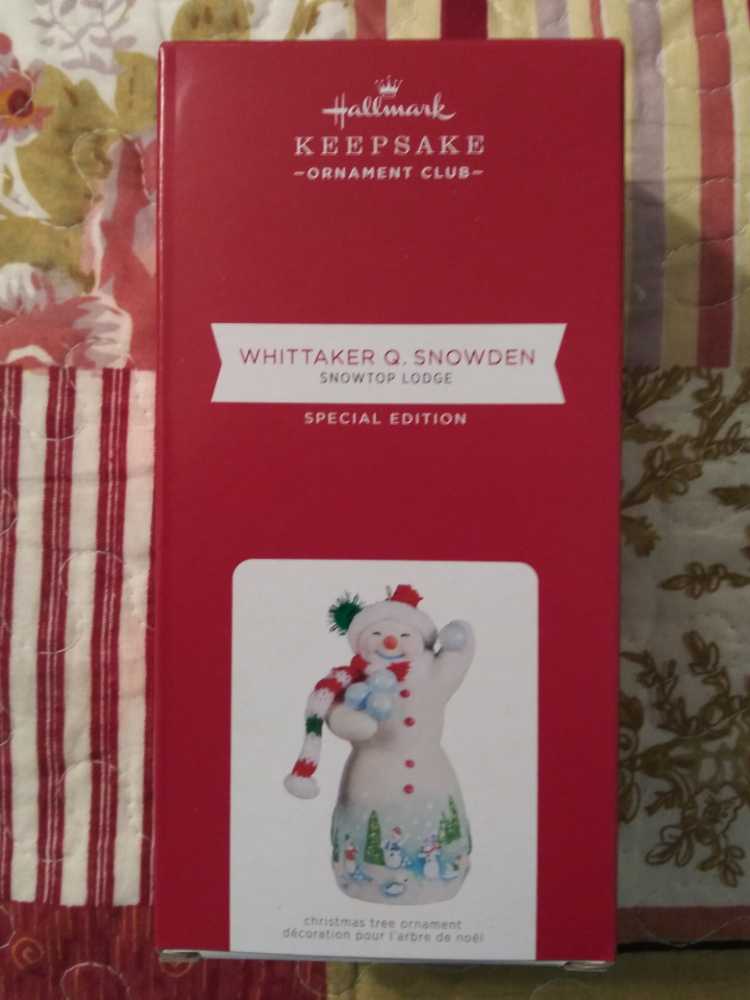 Hallmark
KEEPSAKE
–ORNAMENT CLUB–
WHITTAKER Q. SNOWDEN
SNOWTOP LODGE
SPECIAL EDITION
christmas tree ornament
décoration pour l'arbre de noël